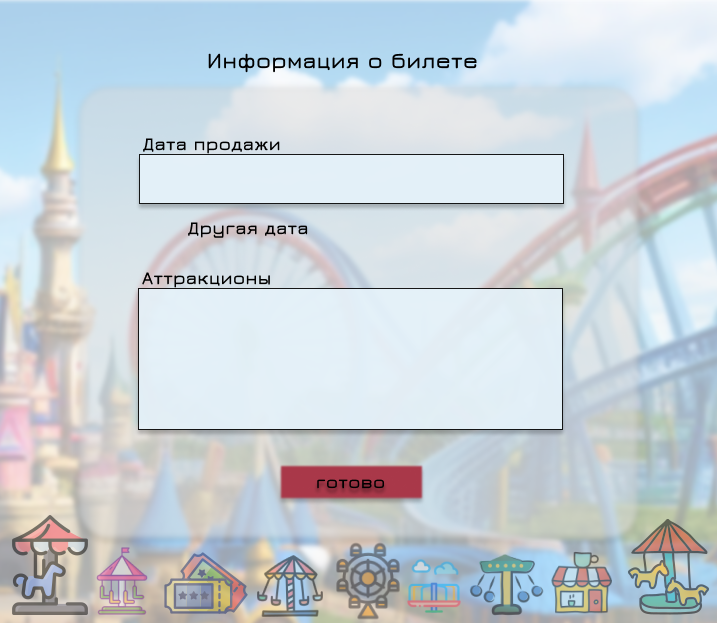 Информация о билете
Дата продажи
Другая дата
Аттракционы
готово